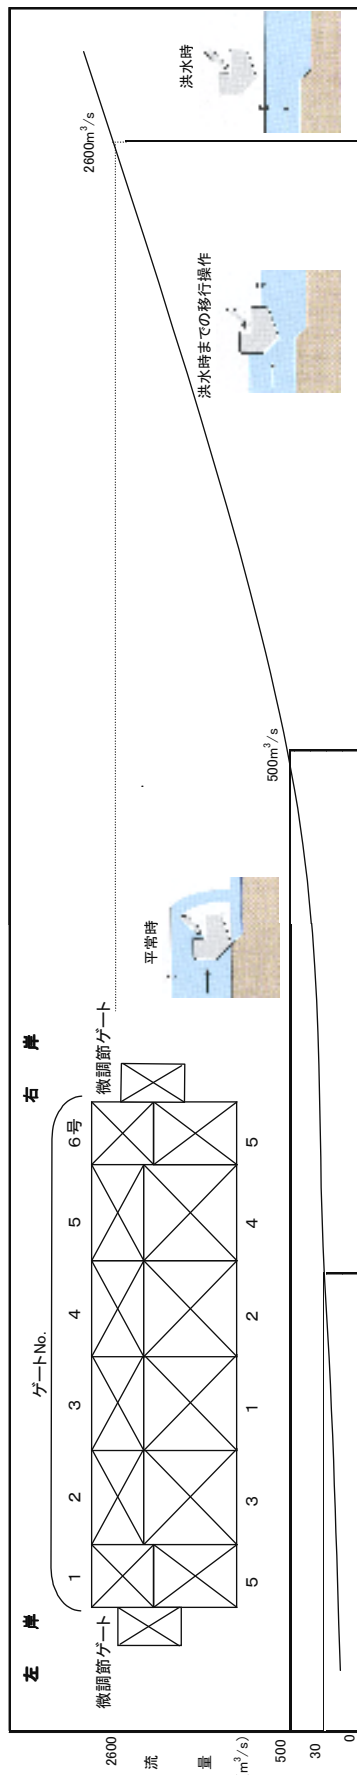 左　岸
右　岸
ゲートNo.
微調節ゲート
1
2
3
4
5
6号
微調節ゲート
5
3
1
2
4
5
平常時
洪水時までの移行操作
洪水時
2600m³/s
500m³/s
2600
流
量
m³/s)
500
30
0